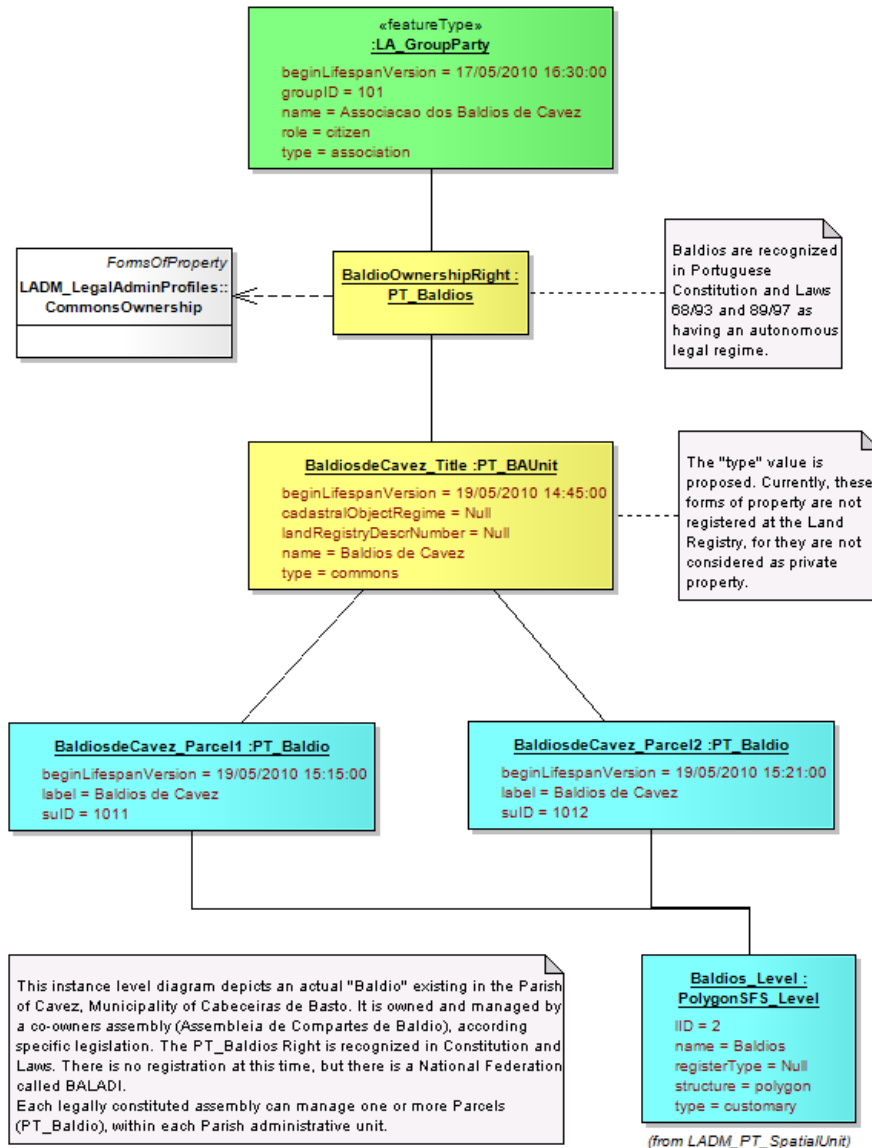 «featureType»
:LA_GroupParty
beginLifespanVersion = 17/05/2010 16:30:00
groupID = 101
name = Associacao dos Baldios de Cavez
role = citizen
type = association
FormsOfProperty
LADM_LegalAdminProfiles::
CommonsOwnership
BaldioOwnershipRight :
PT_Baldios
Baldios are recognized
in Portuguese
Constitution and Laws
68/93 and 89/97 as
having an autonomous
legal regime.
BaldiosdeCavez_Title :PT_BAUnit
beginLifespanVersion = 19/05/2010 14:45:00
cadastralObjectRegime = Null
landRegistryDescrNumber = Null
name = Baldios de Cavez
type = commons
The "type" value is
proposed. Currently, these
forms of property are not
registered at the Land
Registry, for they are not
considered as private
property.
BaldiosdeCavez_Parcel1 :PT_Baldio
beginLifespanVersion = 19/05/2010 15:15:00
label = Baldios de Cavez
suID = 1011
BaldiosdeCavez_Parcel2 :PT_Baldio
beginLifespanVersion = 19/05/2010 15:21:00
label = Baldios de Cavez
suID = 1012
This instance level diagram depicts an actual "Baldio" existing in the Parish
of Cavez, Municipality of Cabeceiras de Basto. It is owned and managed by
a co-owners assembly (Assembleia de Compartes de Baldio), according
specific legislation. The PT_Baldios Right is recognized in Constitution and
Laws. There is no registration at this time, but there is a National Federation
called BALADI.
Each legally constituted assembly can manage one or more Parcels
(PT_Baldio), within each Parish administrative unit.
Baldios_Level :
PolygonSFS_Level
lID = 2
name = Baldios
registerType = Null
structure = polygon
type = customary
(from LADM_PT_SpatialUnit)